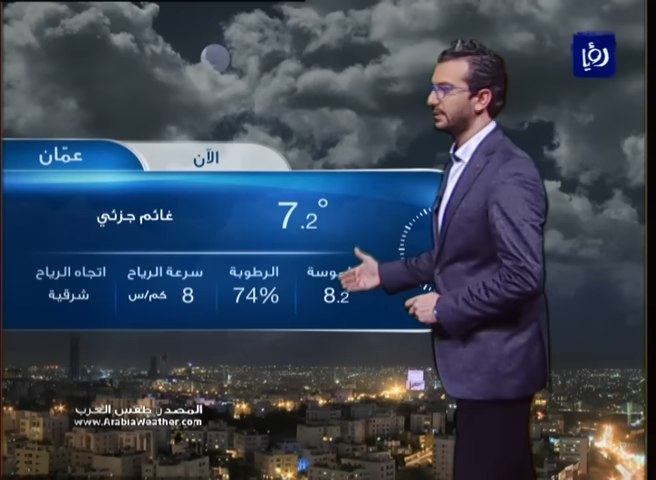 رؤيا
عمّان
الآن
7.2°
غائم جزئي
8.2
الرطوبة
74%
سرعة الرياح
8 كم/س
اتجاه الرياح
شرقية
المصدر: طقس العرب
www.ArabiaWeather.com